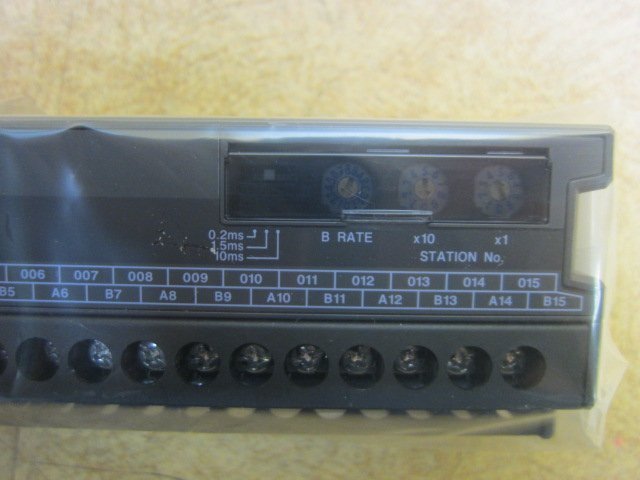 0.2ms
1.5ms
10ms
B RATE x10 x1
STATION No.
006 007 008 009 010 011 012 013 014 015
B5 A6 B7 A8 B9 A10 B11 A12 B13 A14 B15